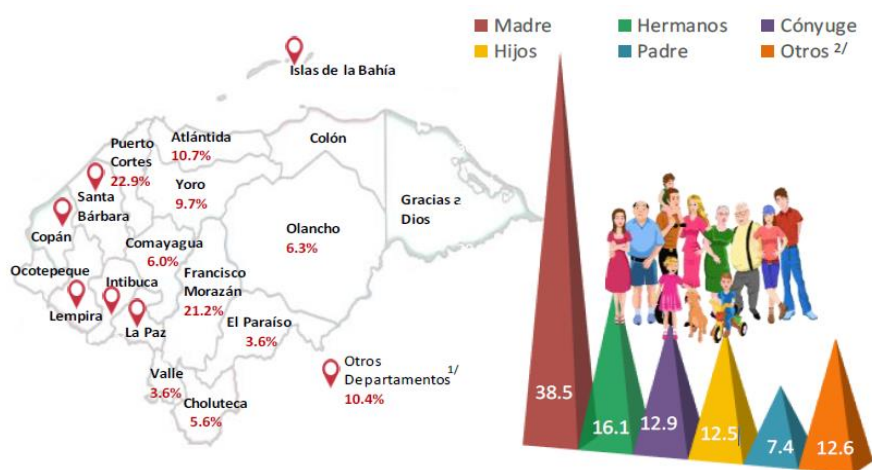 Islas de la Bahía
Atlántida
10.7%
Colón
Puerto
Cortes
22.9%
Yoro
9.7%
Gracias a
Dios
Santa
Bárbara
Copán
Olancho
6.3%
Comayagua
6.0%
Ocotepeque
Intibuca
Francisco
Morazán
21.2%
Lempira
La Paz
El Paraíso
3.6%
Valle
3.6%
Choluteca
5.6%
Otros
Departamentos 1/
10.4%
Madre
Hermanos
Cónyuge
Hijos
Padre
Otros 2/
38.5
16.1
12.9
12.5
7.4
12.6